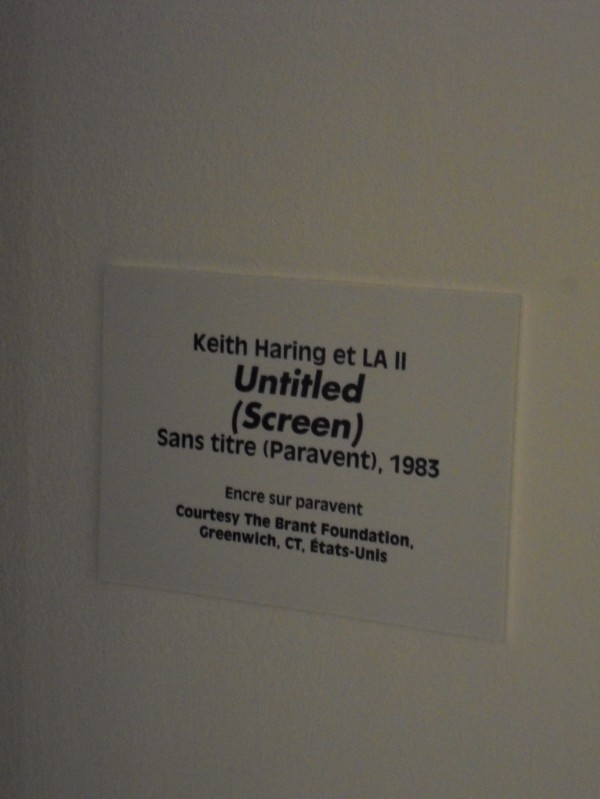 Keith Haring et LA II
Untitled
(Screen)
Sans titre (Paravent), 1983
Encre sur paravent
Courtesy The Brant Foundation,
Greenwich, CT, États-Unis